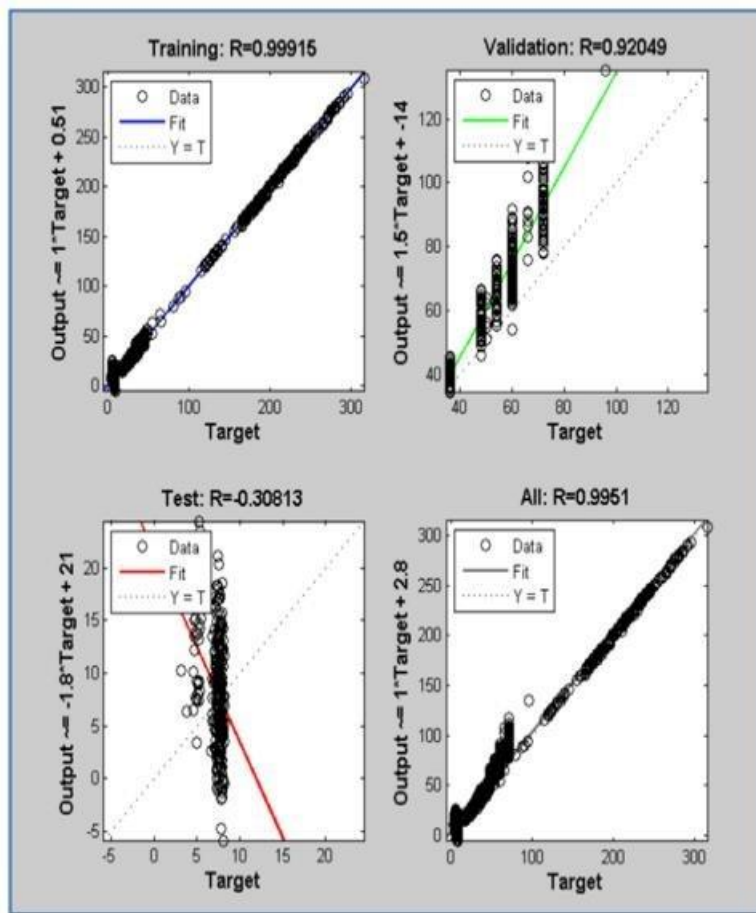 Training: R=0.99915
Output ~= 1*Target + 0.51
300
250
200
150
100
50
0
Data
Fit
Y = T
0
100
200
300
Target
Validation: R=0.92049
Output ~= 1.5*Target + -14
120
100
80
60
40
Data
Fit
Y = T
40
60
80
100
120
Target
Test: R=-0.30813
Output ~= -1.8*Target + 21
20
15
10
5
0
-5
Data
Fit
Y = T
-5
0
5
10
15
20
Target
All: R=0.9951
Output ~= 1*Target + 2.8
300
250
200
150
100
50
0
Data
Fit
Y = T
0
100
200
300
Target